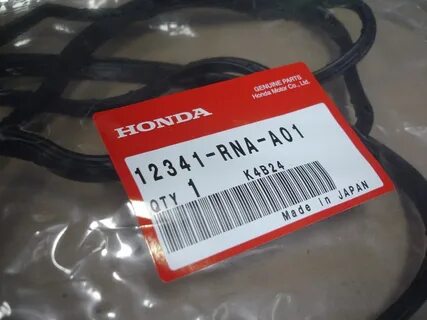 GENUINE PARTS
Honda Motor Co., Ltd.
HONDA
12341-RNA-A01
QTY 1 K4B24
Made in JAPAN